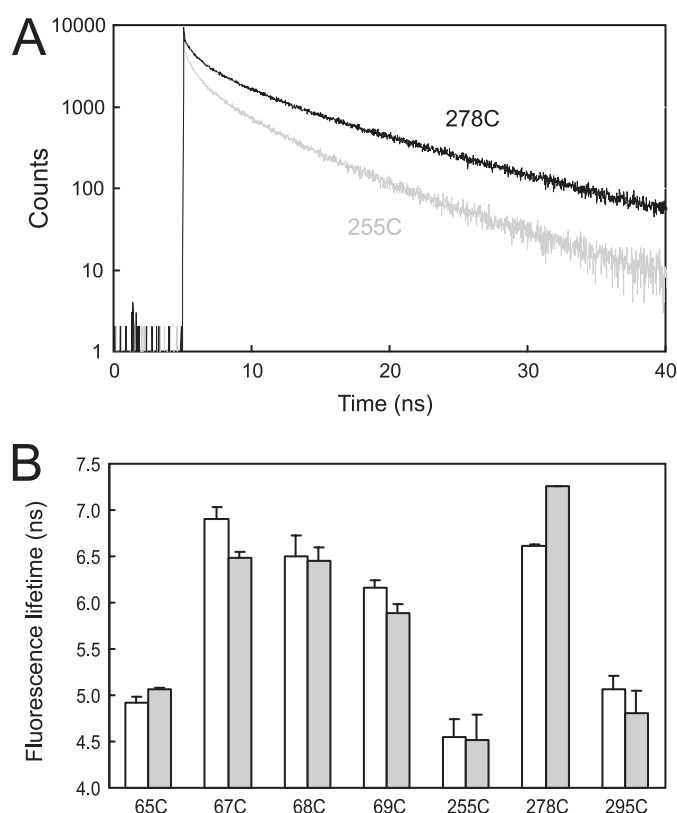 A
10000
1000
100
10
1
Counts
278C
255C
0 10 20 30 40
Time (ns)
B
7.5
7.0
6.5
6.0
5.5
5.0
4.5
4.0
Fluorescence lifetime (ns)
65C 67C 68C 69C 255C 278C 295C